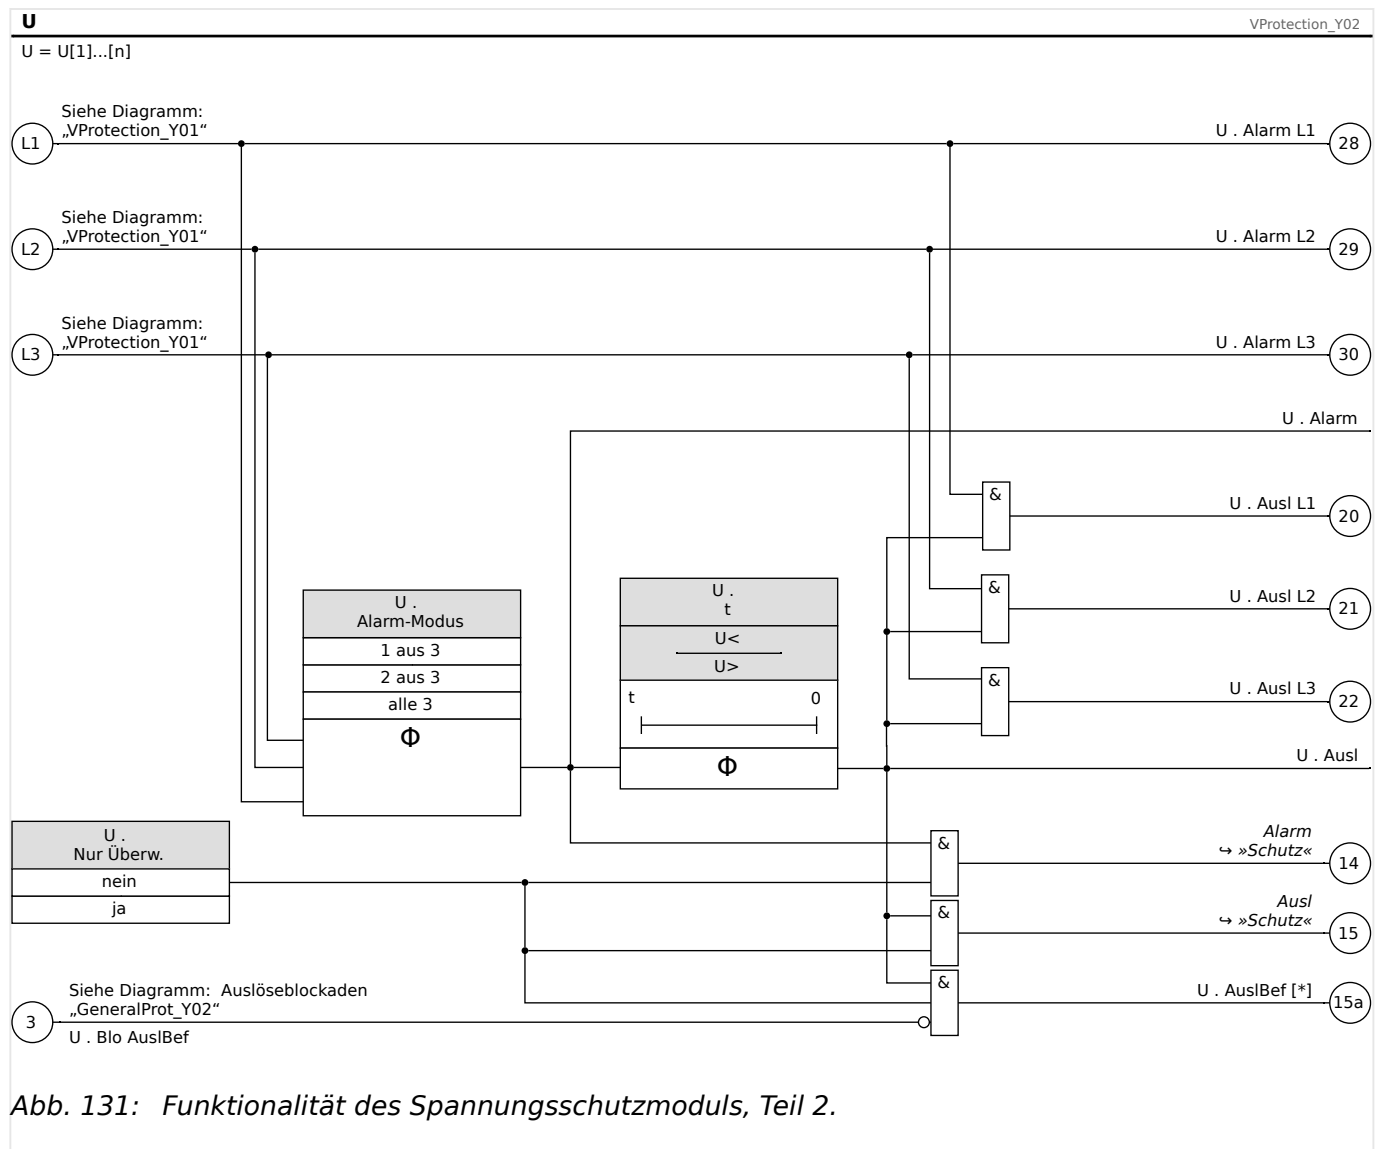 U
VProtection_Y02
U = U[1]...[n]
Siehe Diagramm:
„VProtection_Y01“
L1
U . Alarm L1
28
Siehe Diagramm:
„VProtection_Y01“
L2
U . Alarm L2
29
Siehe Diagramm:
„VProtection_Y01“
L3
U . Alarm L3
30
U . Alarm
&
U . Ausl L1
20
&
U . Ausl L2
21
&
U . Ausl L3
22
U .
Alarm-Modus
1 aus 3
2 aus 3
alle 3
Φ
U .
t
U<
U>
t 0
Φ
U . Ausl
U .
Nur Überw.
nein
ja
&
Alarm
↪ »Schutz«
14
&
Ausl
↪ »Schutz«
15
&
U . AuslBef [*]
15a
Siehe Diagramm: Auslöseblockaden
„GeneralProt_Y02“
3
U . Blo AuslBef
Abb. 131: Funktionalität des Spannungsschutzmoduls, Teil 2.